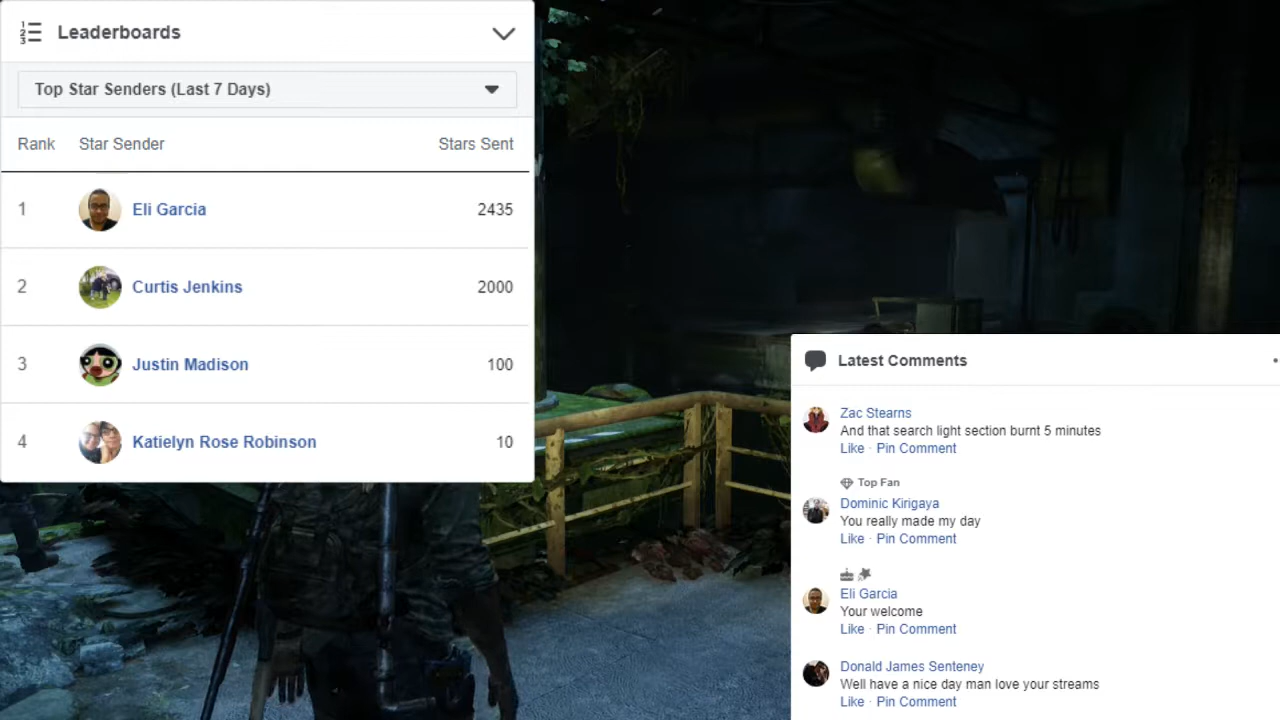 Leaderboards
Top Star Senders (Last 7 Days)
Rank Star Sender Stars Sent
1 Eli Garcia 2435
2 Curtis Jenkins 2000
3 Justin Madison 100
4 Katielyn Rose Robinson 10
Latest Comments
Zac Stearns
And that search light section burnt 5 minutes
Like · Pin Comment
Top Fan
Dominic Kirigaya
You really made my day
Like · Pin Comment
Eli Garcia
Your welcome
Like · Pin Comment
Donald James Senteney
Well have a nice day man love your streams
Like · Pin Comment